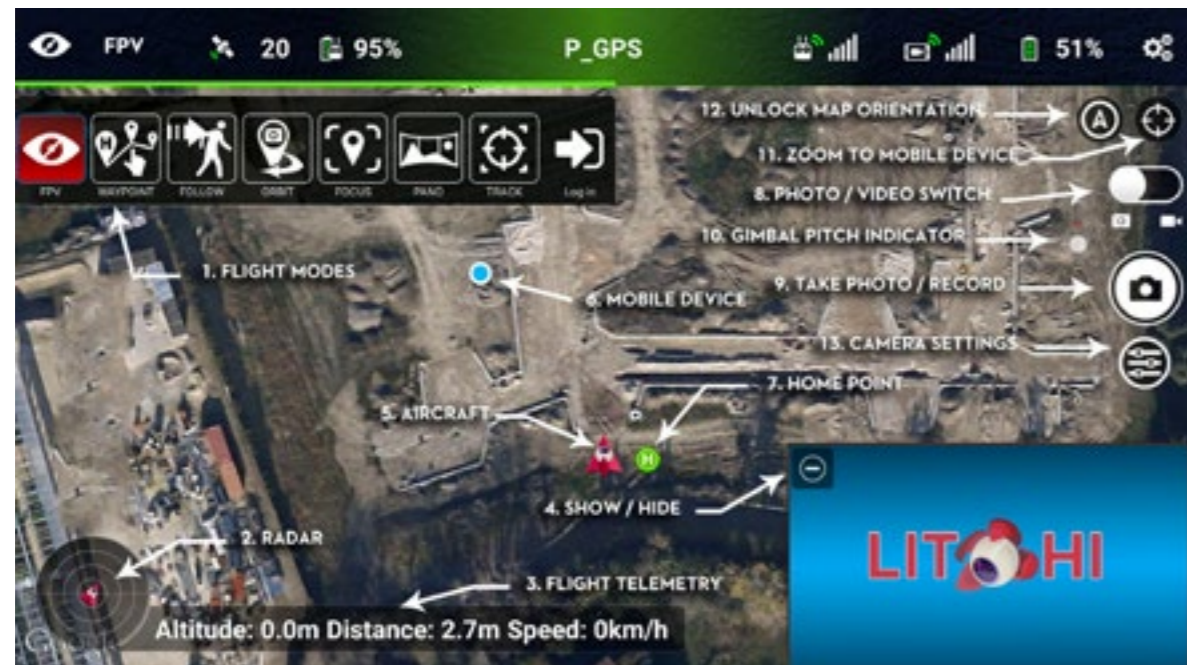 FPV 20 95% P_GPS 51%
12. UNLOCK MAP ORIENTATION
A
11. ZOOM TO MOBILE DEVICE
8. PHOTO / VIDEO SWITCH
10. GIMBAL PITCH INDICATOR
9. TAKE PHOTO / RECORD
13. CAMERA SETTINGS
H
FPV WAYPOINT FOLLOW ORBIT FOCUS PANO TRACK Log in
1. FLIGHT MODES
6. MOBILE DEVICE
7. HOME POINT
5. AIRCRAFT
H
4. SHOW / HIDE
2. RADAR
3. FLIGHT TELEMETRY
Altitude: 0.0m Distance: 2.7m Speed: 0km/h
LITCHI